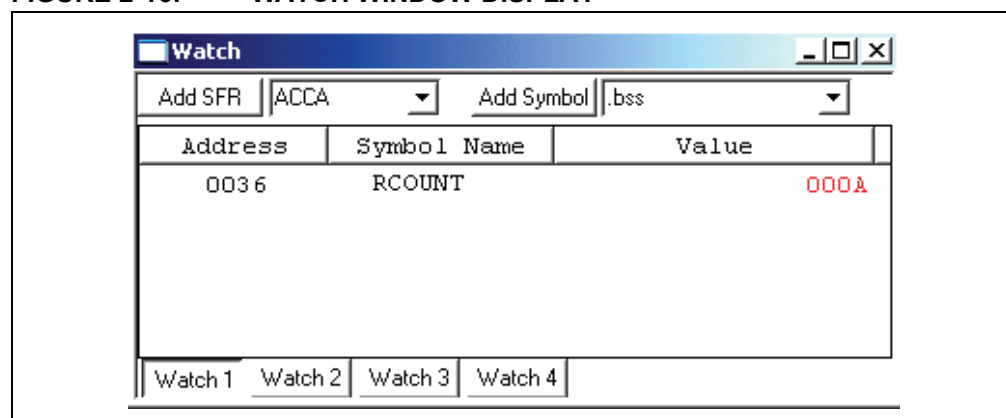 Watch
Add SFR ACCA Add Symbol .bss
Address Symbol Name Value
0036 RCOUNT 000A
Watch 1 Watch 2 Watch 3 Watch 4